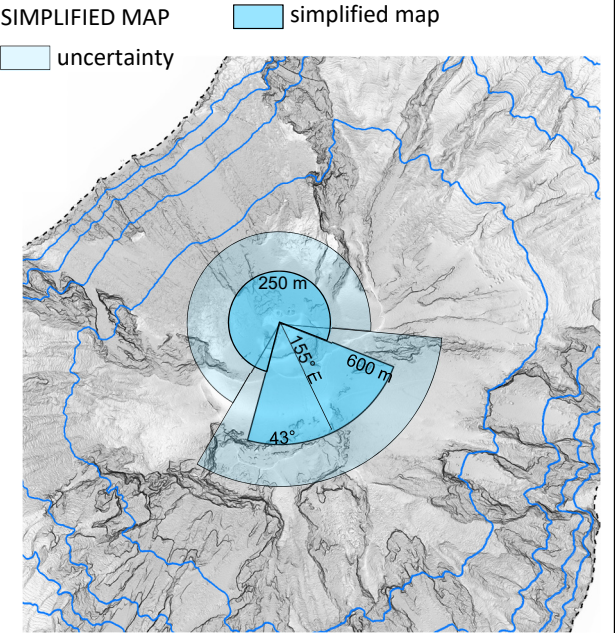 SIMPLIFIED MAP
simplified map
uncertainty
250 m
155° E
600 m
43°